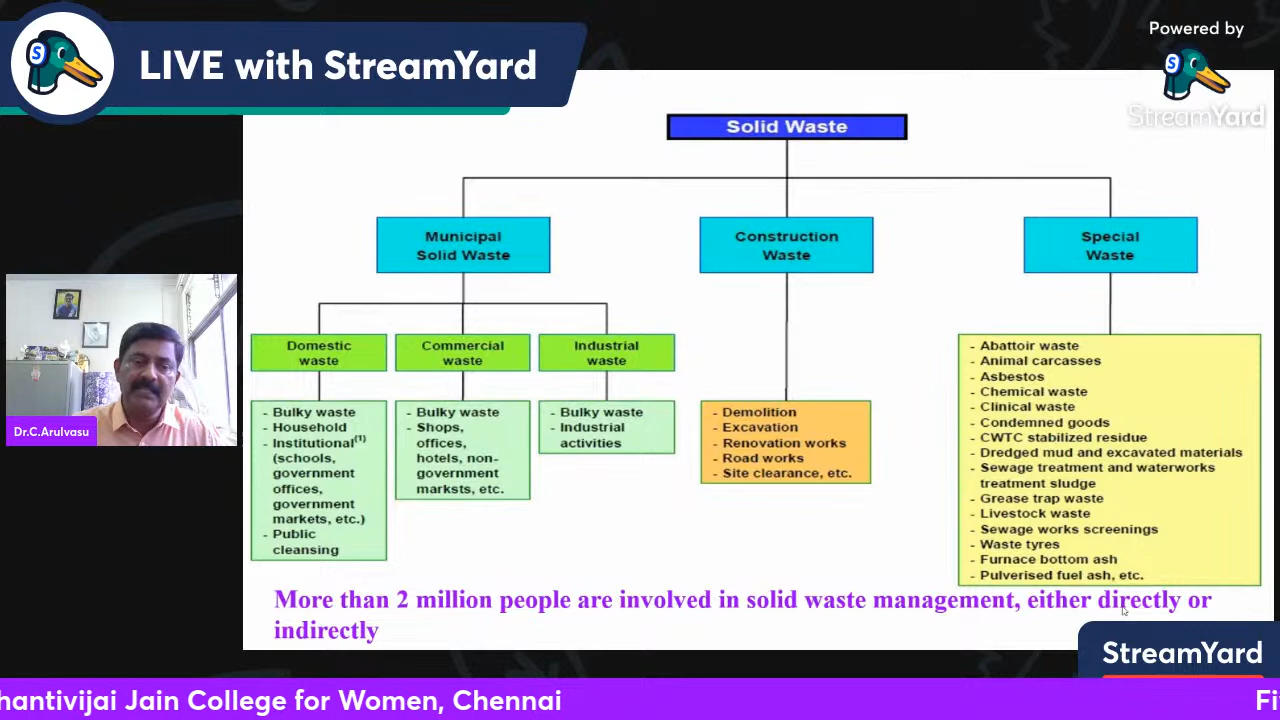 S
LIVE with StreamYard
Powered by
S
StreamYard
Solid Waste
Municipal
Solid Waste
Construction
Waste
Special
Waste
Domestic
waste
Commercial
waste
Industrial
waste
- Bulky waste
- Household
- Institutional(1)
(schools,
government
offices,
government
markets, etc.)
- Public
cleansing
- Bulky waste
- Shops,
offices,
hotels, non-
government
marksts, etc.
- Bulky waste
- Industrial
activities
- Demolition
- Excavation
- Renovation works
- Road works
- Site clearance, etc.
- Abattoir waste
- Animal carcasses
- Asbestos
- Chemical waste
- Clinical waste
- Condemned goods
- CWTC stabilized residue
- Dredged mud and excavated materials
- Sewage treatment and waterworks
treatment sludge
- Grease trap waste
- Livestock waste
- Sewage works screenings
- Waste tyres
- Furnace bottom ash
- Pulverised fuel ash, etc.
More than 2 million people are involved in solid waste management, either directly or
indirectly
Dr.C.Arulvasu
StreamYard
hantivijai Jain College for Women, Chennai
Fi